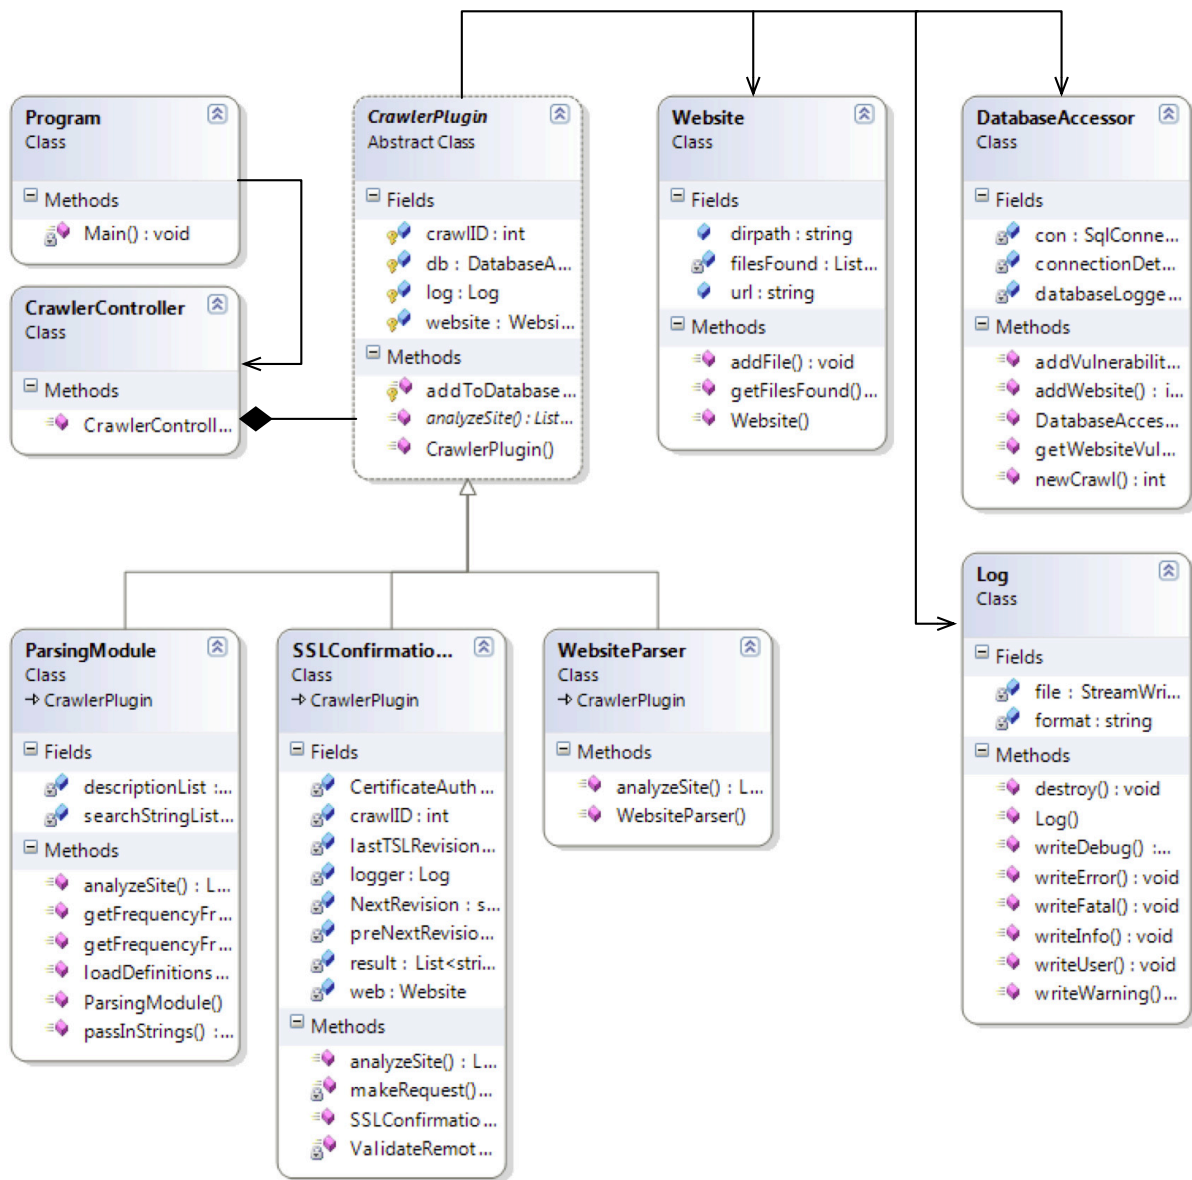 Program
Class
Methods
Main() : void
CrawlerController
Class
Methods
CrawlerControll...
CrawlerPlugin
Abstract Class
Fields
crawlID : int
db : DatabaseA...
log : Log
website : Websi...
Methods
addToDatabase...
analyzeSite() : List...
CrawlerPlugin()
Website
Class
Fields
dirpath : string
filesFound : List...
url : string
Methods
addFile() : void
getFilesFound()...
Website()
DatabaseAccessor
Class
Fields
con : SqlConne...
connectionDet...
databaseLogge...
Methods
addVulnerabilit...
addWebsite() : i...
DatabaseAcces...
getWebsiteVul...
newCrawl() : int
Log
Class
Fields
file : StreamWri...
format : string
Methods
destroy() : void
Log()
writeDebug() :...
writeError() : void
writeFatal() : void
writeInfo() : void
writeUser() : void
writeWarning()...
ParsingModule
Class
CrawlerPlugin
Fields
descriptionList :...
searchStringList...
Methods
analyzeSite() : L...
getFrequencyFr...
getFrequencyFr...
loadDefinitions...
ParsingModule()
passInStrings() :...
SSLConfirmatio...
Class
CrawlerPlugin
Fields
CertificateAuth...
crawlID : int
lastTSLRevision...
logger : Log
NextRevision : s...
preNextRevisio...
result : List<stri...
web : Website
Methods
analyzeSite() : L...
makeRequest()...
SSLConfirmatio...
ValidateRemot...
WebsiteParser
Class
CrawlerPlugin
Methods
analyzeSite() : L...
WebsiteParser()